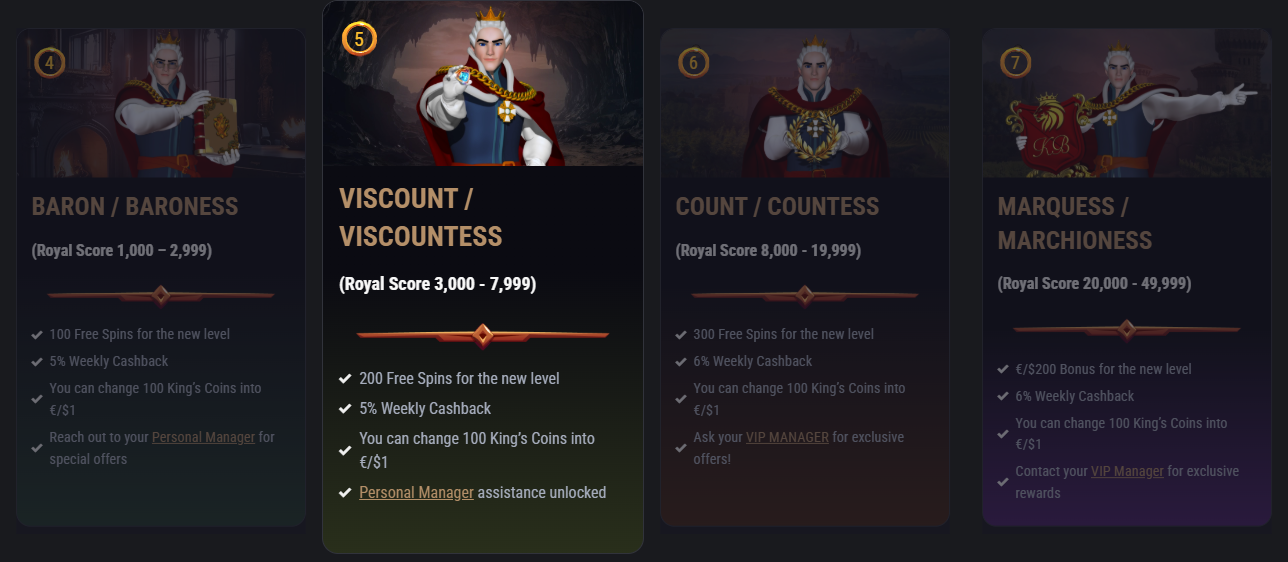 4
BARON / BARONESS
(Royal Score 1,000 – 2,999)
100 Free Spins for the new level
5% Weekly Cashback
You can change 100 King's Coins into
€/$1
Reach out to your Personal Manager for
special offers
5
VISCOUNT /
VISCOUNTESS
(Royal Score 3,000 - 7,999)
200 Free Spins for the new level
5% Weekly Cashback
You can change 100 King's Coins into
€/$1
Personal Manager assistance unlocked
6
COUNT / COUNTESS
(Royal Score 8,000 - 19,999)
300 Free Spins for the new level
6% Weekly Cashback
You can change 100 King's Coins into
€/$1
Ask your VIP MANAGER for exclusive
offers!
7
KB
MARQUESS /
MARCHIONESS
(Royal Score 20,000 - 49,999)
€/$200 Bonus for the new level
6% Weekly Cashback
You can change 100 King's Coins into
€/$1
Contact your VIP Manager for exclusive
rewards